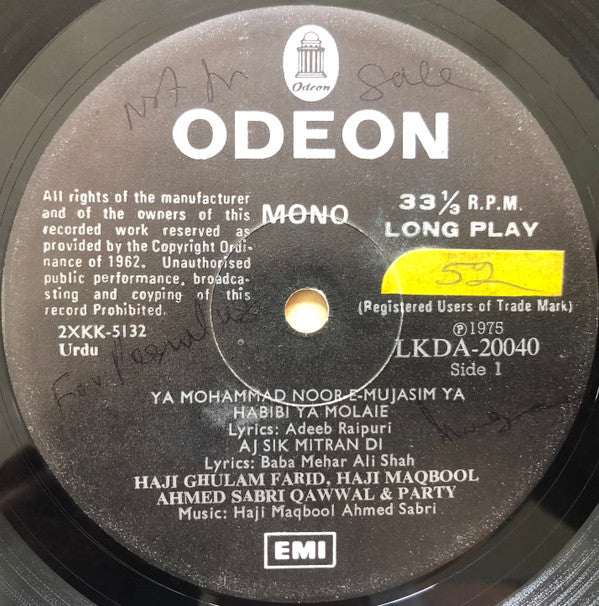 Odeon
Not for Sale
ODEON
All rights of the manufacturer
and of the owners of this
recorded work reserved as
provided by the Copyright Ordi-
nance of 1962. Unauthorised
public performance, broadca-
sting and coyping of this
record Prohibited.
2XKK-5132
Urdu
MONO
33 1/3 R.P.M.
LONG PLAY
52
(Registered Users of Trade Mark)
℗1975
LKDA-20040
Side 1
For
YA MOHAMMAD NOOR-E-MUJASIM YA
HABIBI YA MOLAIE
Lyrics: Adeeb Raipuri
AJ SIK MITRAN DI
Lyrics: Baba Mehar Ali Shah
HAJI GHULAM FARID, HAJI MAQBOOL
AHMED SABRI QAWWAL & PARTY
Music: Haji Maqbool Ahmed Sabri
EMI